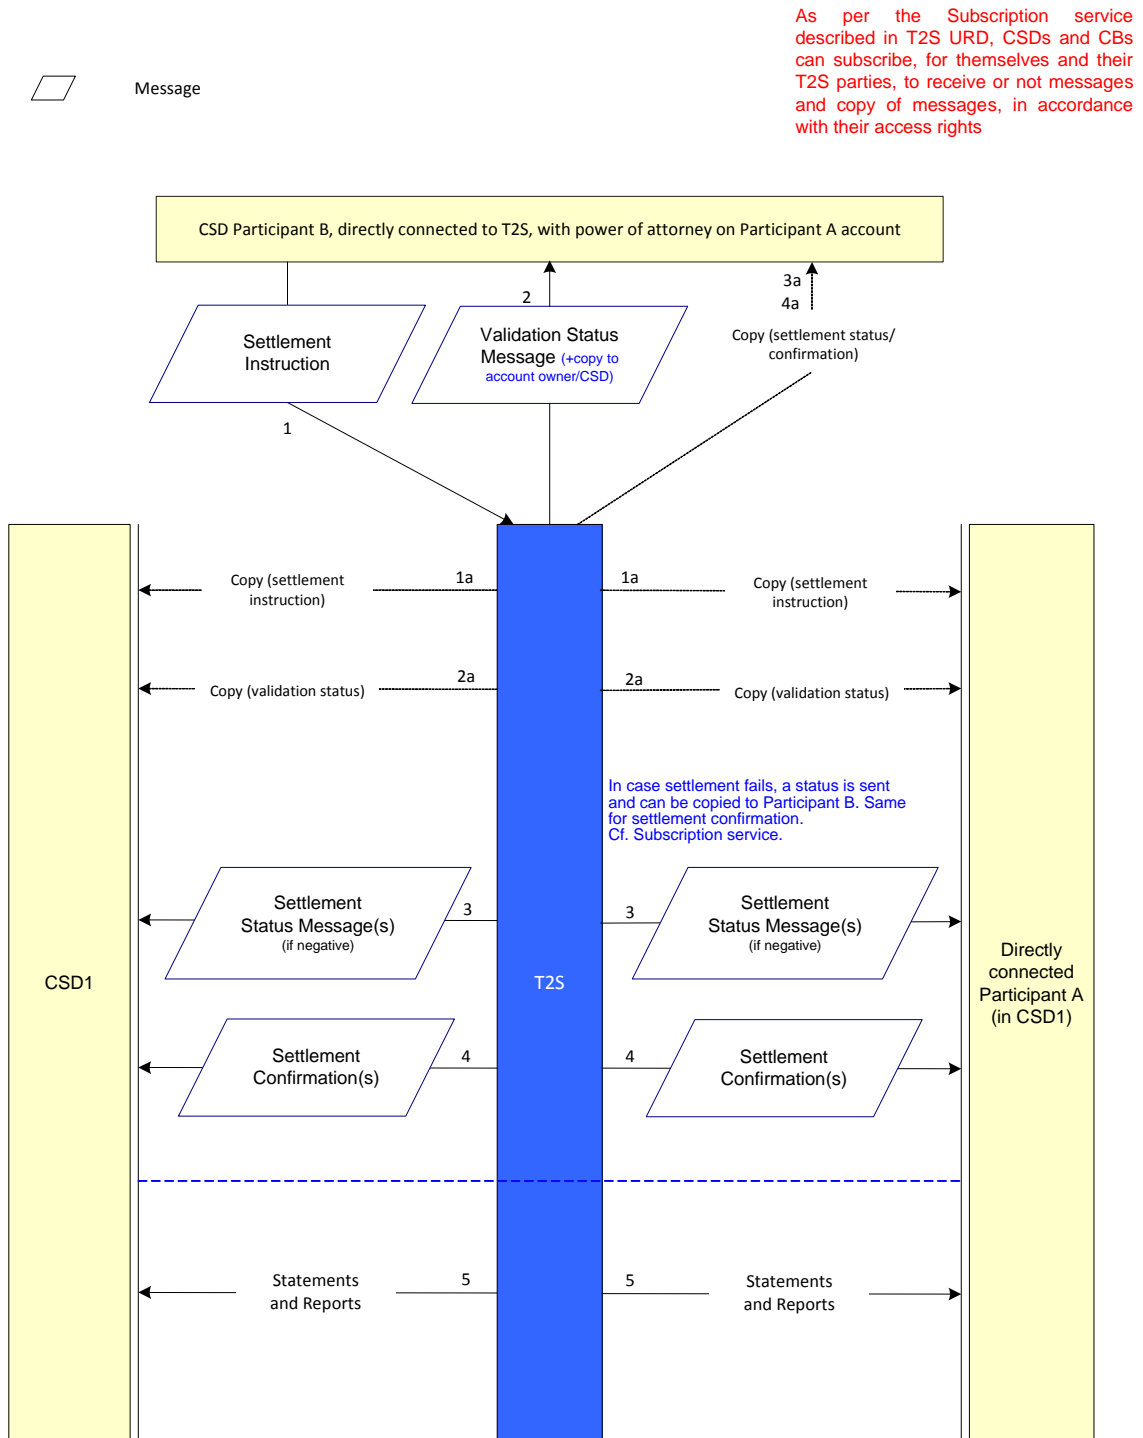 As per the Subscription service
described in T2S URD, CSDs and CBs
can subscribe, for themselves and their
T2S parties, to receive or not messages
and copy of messages, in accordance
with their access rights
Message
CSD Participant B, directly connected to T2S, with power of attorney on Participant A account
Settlement
Instruction
1
2
Validation Status
Message (+copy to
account owner/CSD)
3a
4a
Copy (settlement status/
confirmation)
Copy (settlement
instruction)
1a
1a
Copy (settlement
instruction)
Copy (validation status)
2a
2a
Copy (validation status)
In case settlement fails, a status is sent
and can be copied to Participant B. Same
for settlement confirmation.
Cf. Subscription service.
Settlement
Status Message(s)
(if negative)
3
3
Settlement
Status Message(s)
(if negative)
CSD1
T2S
Directly
connected
Participant A
(in CSD1)
Settlement
Confirmation(s)
4
4
Settlement
Confirmation(s)
Statements
and Reports
5
5
Statements
and Reports